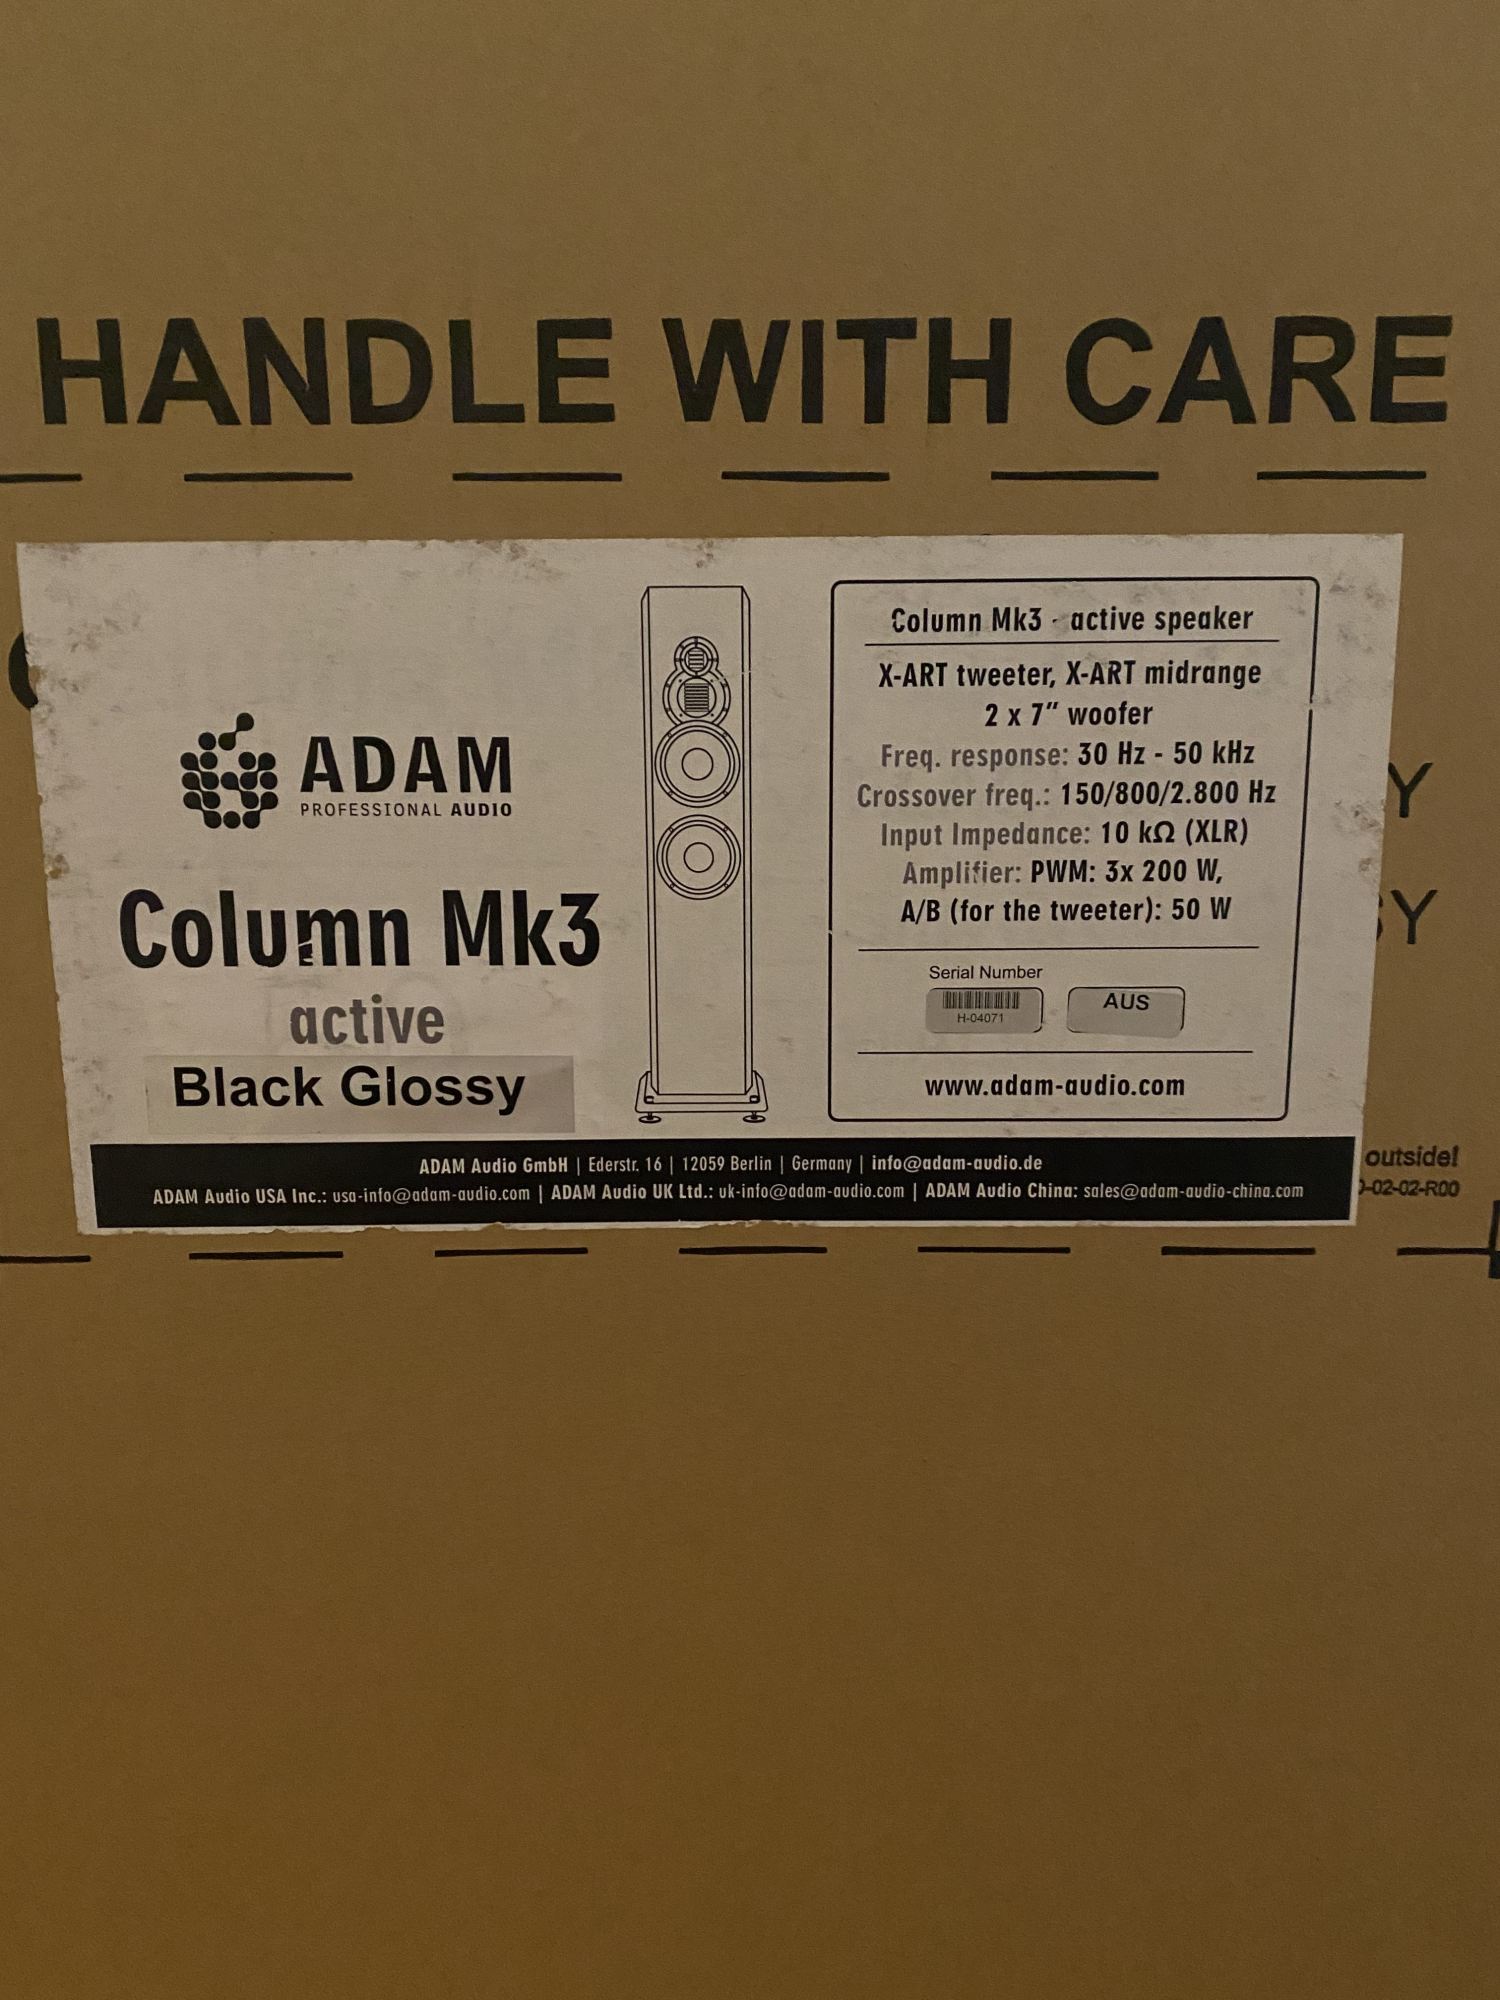 HANDLE WITH CARE
ADAM
PROFESSIONAL AUDIO
Column Mk3
active
Black Glossy
Column Mk3 - active speaker
X-ART tweeter, X-ART midrange
2 x 7" woofer
Freq. response: 30 Hz - 50 kHz
Crossover freq.: 150/800/2.800 Hz
Input Impedance: 10 kΩ (XLR)
Amplifier: PWM: 3x 200 W,
A/B (for the tweeter): 50 W
Serial Number
H-04071
AUS
www.adam-audio.com
ADAM Audio GmbH | Ederstr. 16 | 12059 Berlin | Germany | info@adam-audio.de
ADAM Audio USA Inc.: usa-info@adam-audio.com | ADAM Audio UK Ltd.: uk-info@adam-audio.com | ADAM Audio China: sales@adam-audio-china.com
Y
Y
outside!
-02-02-R00